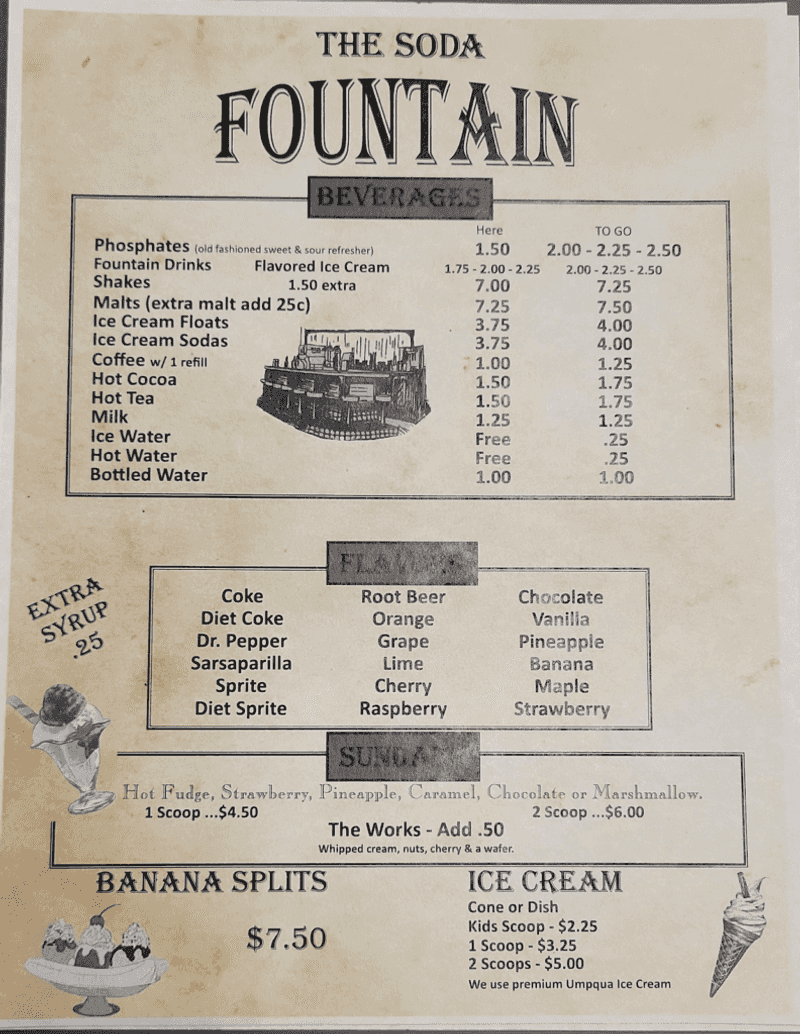 THE SODA
FOUNTAIN
BEVERAGES
Here TO GO
Phosphates (old fashioned sweet & sour refresher) 1.50 2.00 - 2.25 - 2.50
Fountain Drinks Flavored Ice Cream 1.75 - 2.00 - 2.25 2.00 - 2.25 - 2.50
Shakes 1.50 extra 7.00 7.25
Malts (extra malt add 25c) 7.25 7.50
Ice Cream Floats 3.75 4.00
Ice Cream Sodas 3.75 4.00
Coffee w/ 1 refill 1.00 1.25
Hot Cocoa 1.50 1.75
Hot Tea 1.50 1.75
Milk 1.25 1.25
Ice Water Free .25
Hot Water Free .25
Bottled Water 1.00 1.00
EXTRA
SYRUP
.25
Coke Root Beer Chocolate
Diet Coke Orange Vanilla
Dr. Pepper Grape Pineapple
Sarsaparilla Lime Banana
Sprite Cherry Maple
Diet Sprite Raspberry Strawberry
Hot Fudge, Strawberry, Pineapple, Caramel, Chocolate or Marshmallow.
1 Scoop ...$4.50 2 Scoop ...$6.00
The Works - Add .50
Whipped cream, nuts, cherry & a wafer.
BANANA SPLITS
$7.50
ICE CREAM
Cone or Dish
Kids Scoop - $2.25
1 Scoop - $3.25
2 Scoops - $5.00
We use premium Umpqua Ice Cream